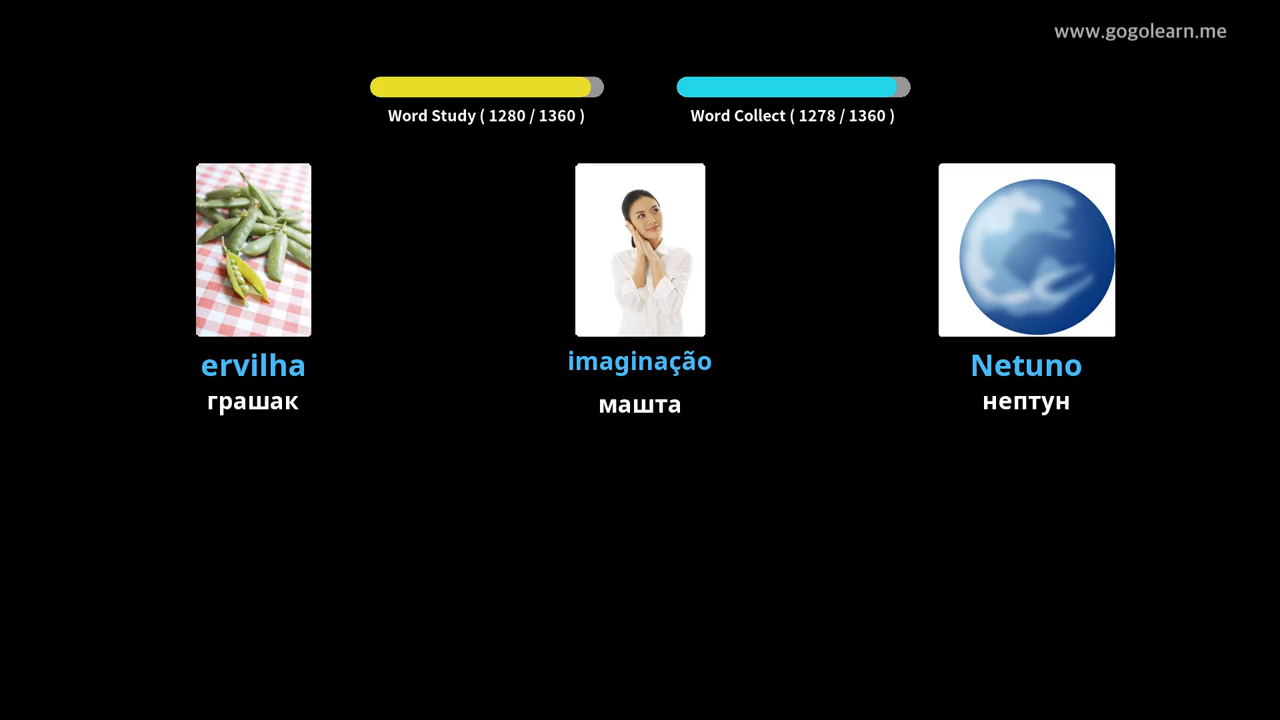 www.gogolearn.me
Word Study ( 1280 / 1360 )
Word Collect ( 1278 / 1360 )
ervilha
грашак
imaginação
машта
Netuno
нептун